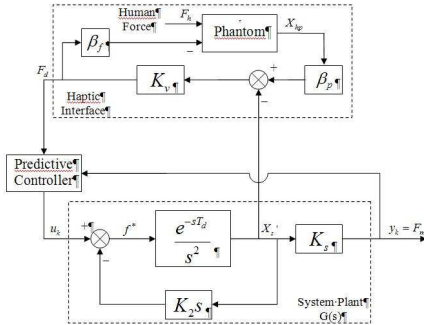 Human¶
Force¶
F_h
Phantom¶
X_hp
β_f ¶
−
F_d
K_v ¶
+
−
β_p ¶
Haptic¶
Interface¶
Predictive¶
Controller¶
u_k
+¶
−
f*
e^{-sT_d}
s^2 ¶
X_s'
K_s ¶
y_k = F_w
K_2 s ¶
System·Plant¶
G(s)¶